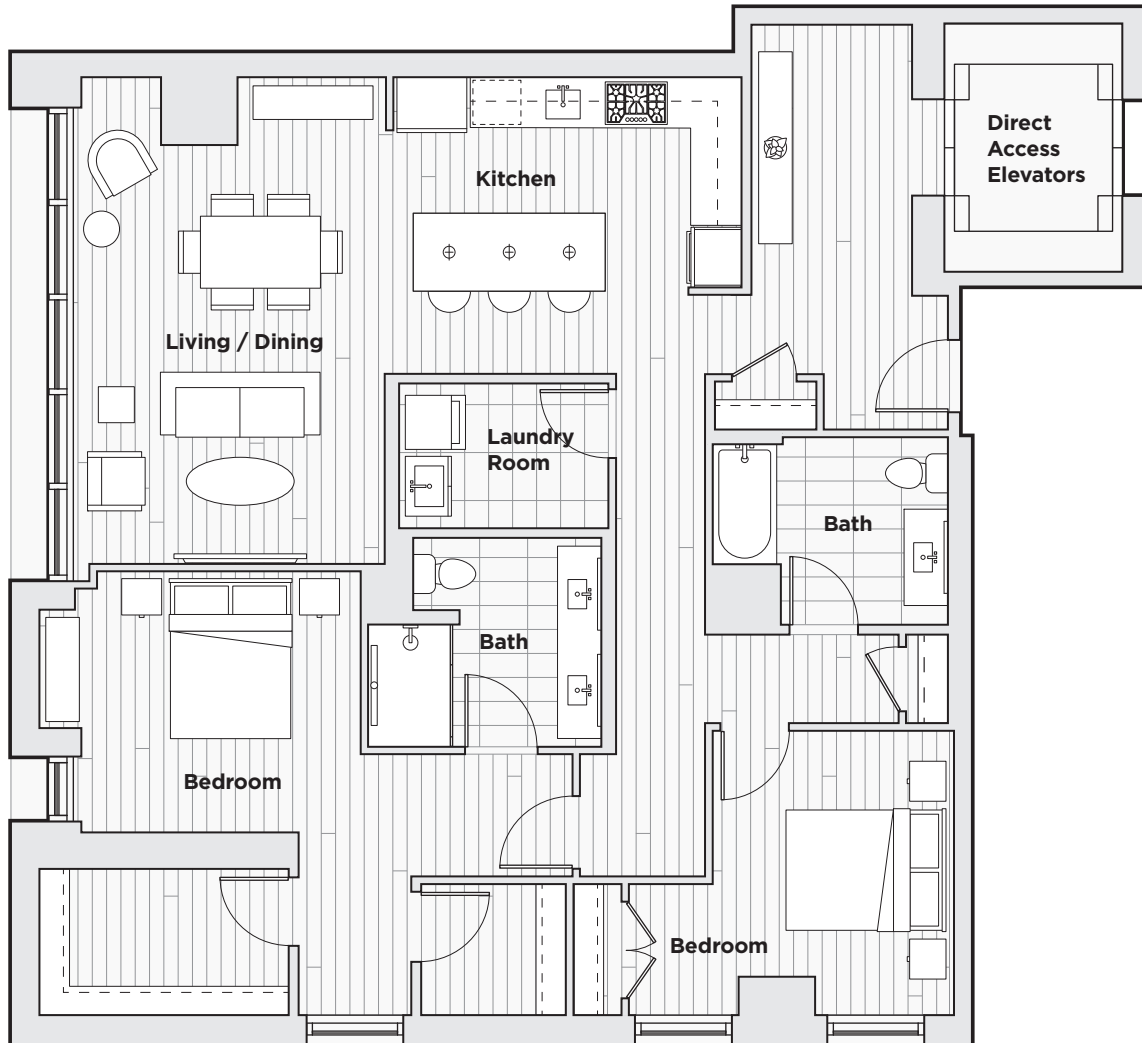 Direct
Access
Elevators
Kitchen
Living / Dining
Laundry
Room
Bath
Bath
Bedroom
Bedroom